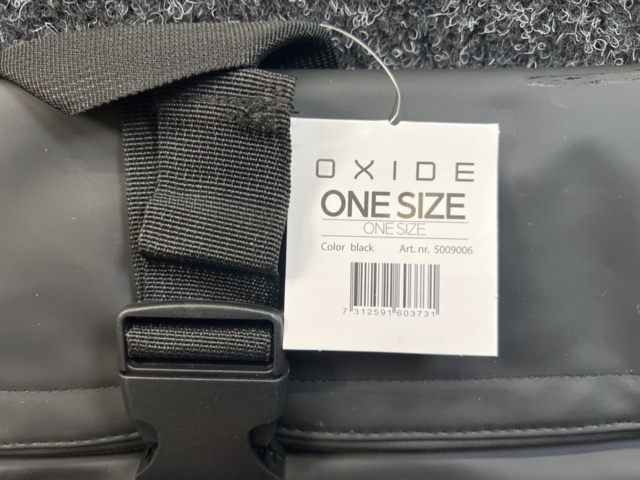 OXIDE
ONE SIZE
ONE SIZE
Color black Art. nr. 5009006
7 312591 603731